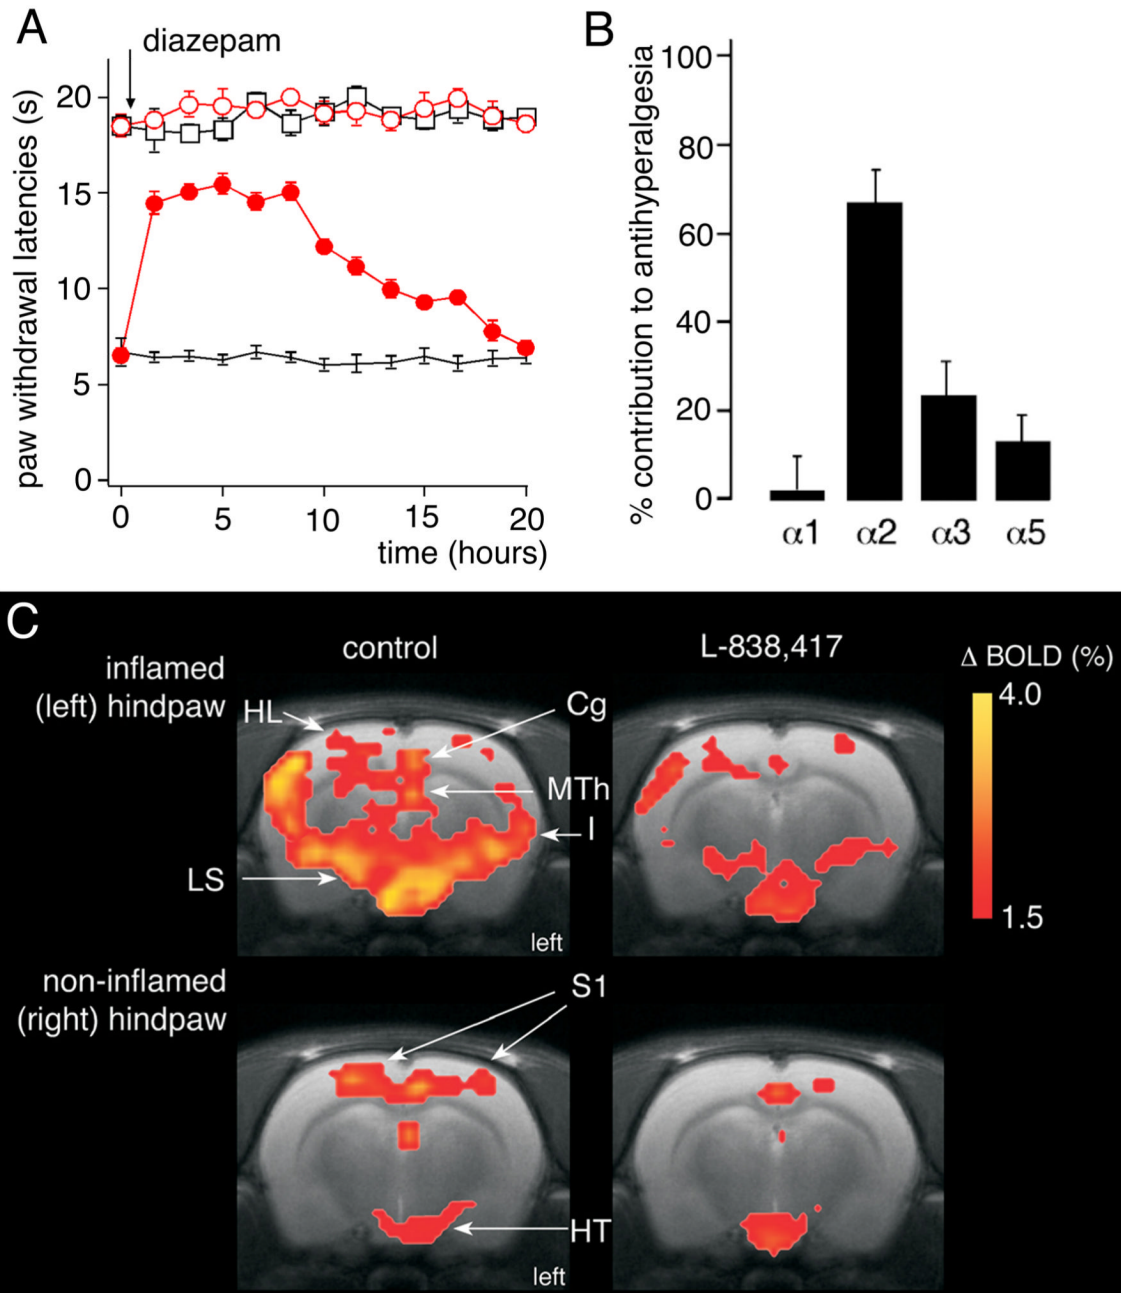 A
diazepam
paw withdrawal latencies (s)
20
15
10
5
0
0
5
10
15
20
time (hours)
B
% contribution to antihyperalgesia
100
80
60
40
20
0
α1
α2
α3
α5
C
control
L-838,417
Δ BOLD (%)
4.0
1.5
inflamed
(left) hindpaw
HL
Cg
MTh
I
LS
left
non-inflamed
(right) hindpaw
S1
HT
left